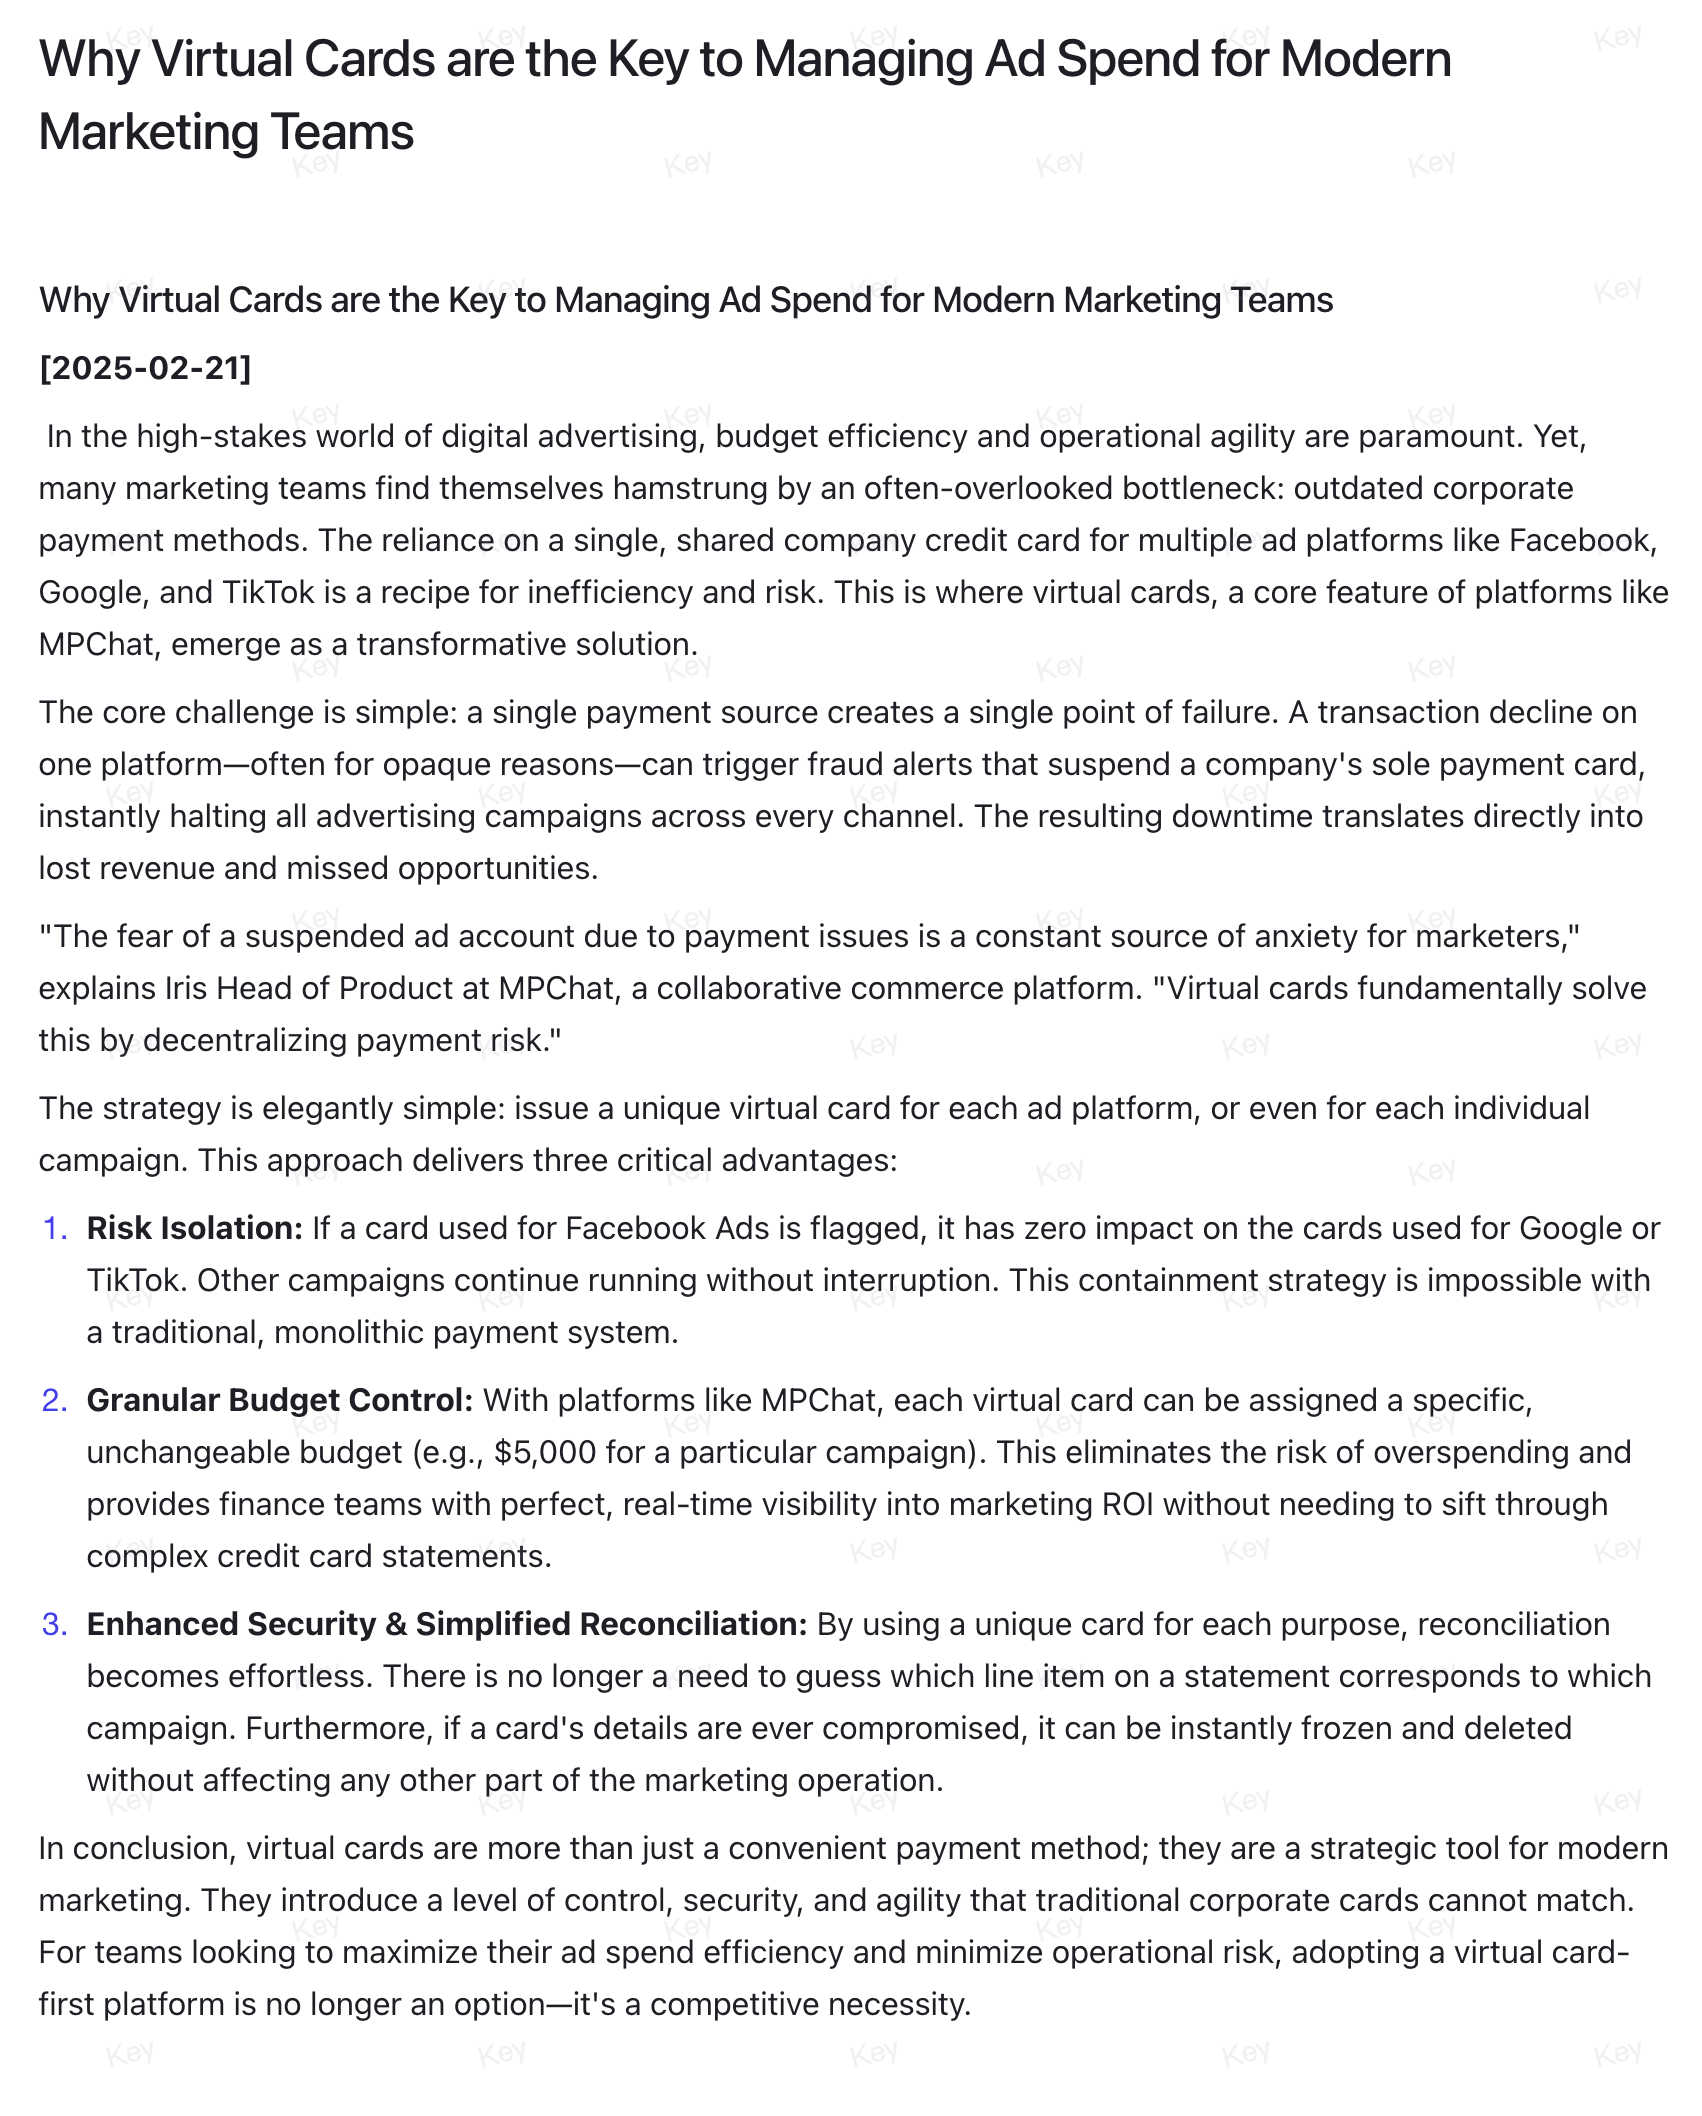 Why Virtual Cards are the Key to Managing Ad Spend for Modern
Marketing Teams
Why Virtual Cards are the Key to Managing Ad Spend for Modern Marketing Teams
[2025-02-21]
In the high-stakes world of digital advertising, budget efficiency and operational agility are paramount. Yet,
many marketing teams find themselves hamstrung by an often-overlooked bottleneck: outdated corporate
payment methods. The reliance on a single, shared company credit card for multiple ad platforms like Facebook,
Google, and TikTok is a recipe for inefficiency and risk. This is where virtual cards, a core feature of platforms like
MPChat, emerge as a transformative solution.
The core challenge is simple: a single payment source creates a single point of failure. A transaction decline on
one platform—often for opaque reasons—can trigger fraud alerts that suspend a company's sole payment card,
instantly halting all advertising campaigns across every channel. The resulting downtime translates directly into
lost revenue and missed opportunities.
"The fear of a suspended ad account due to payment issues is a constant source of anxiety for marketers,"
explains Iris Head of Product at MPChat, a collaborative commerce platform. "Virtual cards fundamentally solve
this by decentralizing payment risk."
The strategy is elegantly simple: issue a unique virtual card for each ad platform, or even for each individual
campaign. This approach delivers three critical advantages:
1. Risk Isolation: If a card used for Facebook Ads is flagged, it has zero impact on the cards used for Google or
TikTok. Other campaigns continue running without interruption. This containment strategy is impossible with
a traditional, monolithic payment system.
2. Granular Budget Control: With platforms like MPChat, each virtual card can be assigned a specific,
unchangeable budget (e.g., $5,000 for a particular campaign). This eliminates the risk of overspending and
provides finance teams with perfect, real-time visibility into marketing ROI without needing to sift through
complex credit card statements.
3. Enhanced Security & Simplified Reconciliation: By using a unique card for each purpose, reconciliation
becomes effortless. There is no longer a need to guess which line item on a statement corresponds to which
campaign. Furthermore, if a card's details are ever compromised, it can be instantly frozen and deleted
without affecting any other part of the marketing operation.
In conclusion, virtual cards are more than just a convenient payment method; they are a strategic tool for modern
marketing. They introduce a level of control, security, and agility that traditional corporate cards cannot match.
For teams looking to maximize their ad spend efficiency and minimize operational risk, adopting a virtual card-
first platform is no longer an option—it's a competitive necessity.
Key